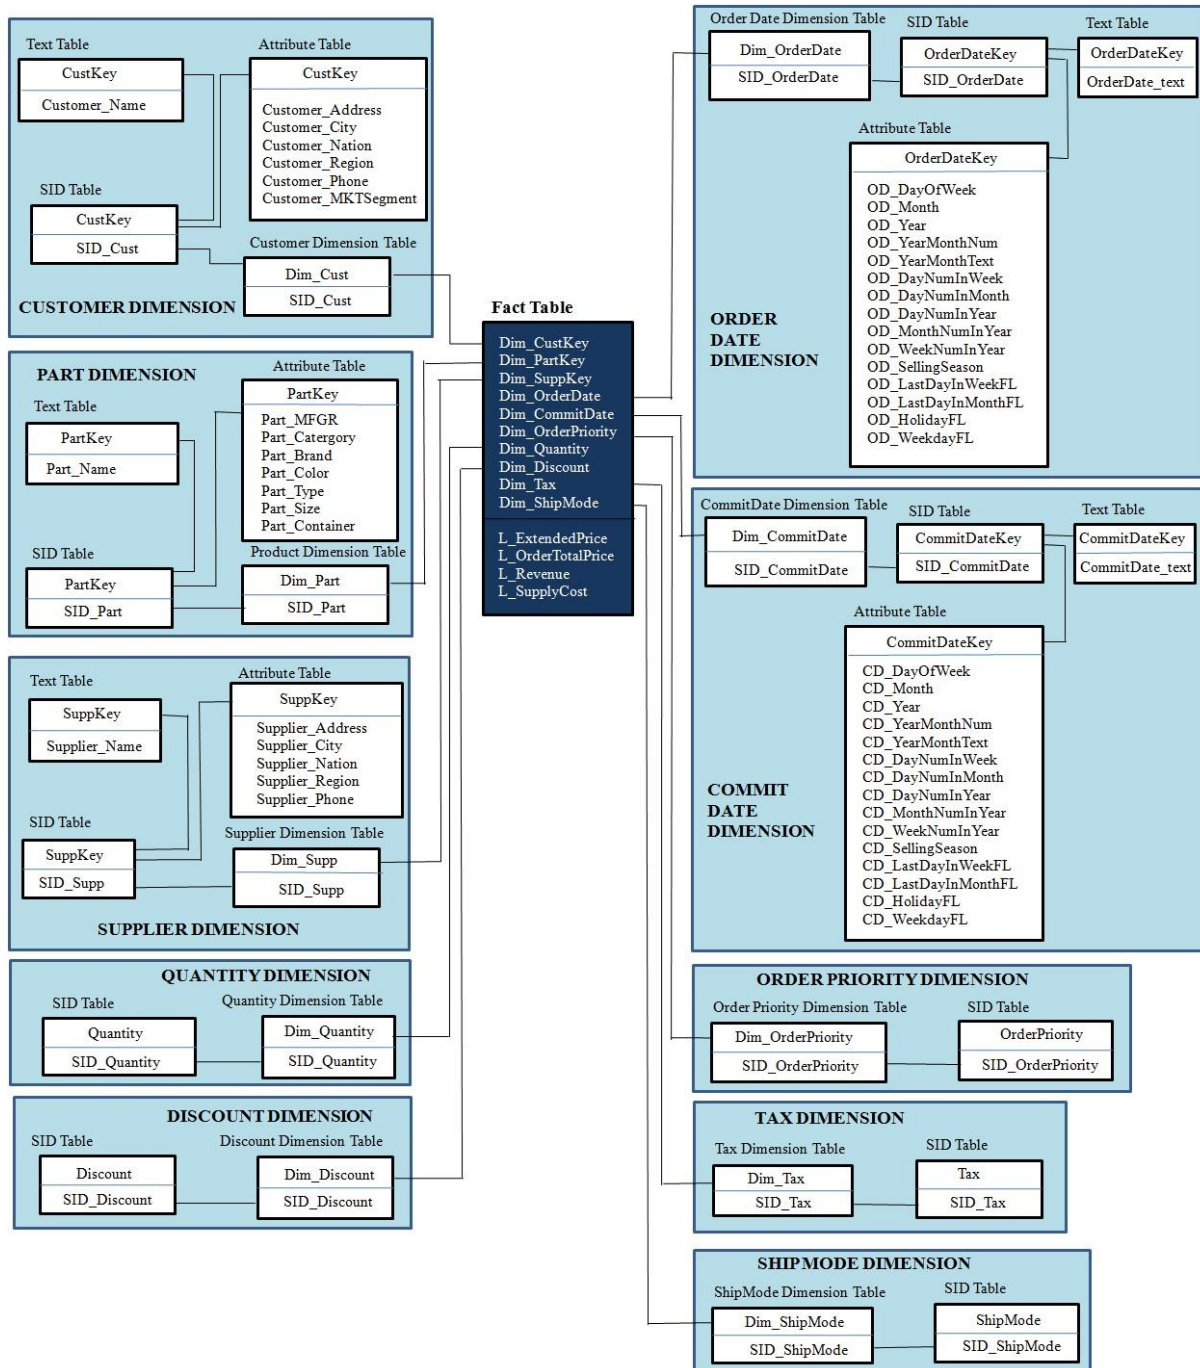 Text Table
CustKey
Customer_Name
Attribute Table
CustKey
Customer_Address
Customer_City
Customer_Nation
Customer_Region
Customer_Phone
Customer_MKTSegment
SID Table
CustKey
SID_Cust
Customer Dimension Table
Dim_Cust
SID_Cust
CUSTOMER DIMENSION
PART DIMENSION
Text Table
PartKey
Part_Name
Attribute Table
PartKey
Part_MFGR
Part_Catergory
Part_Brand
Part_Color
Part_Type
Part_Size
Part_Container
SID Table
PartKey
SID_Part
Product Dimension Table
Dim_Part
SID_Part
Text Table
SuppKey
Supplier_Name
Attribute Table
SuppKey
Supplier_Address
Supplier_City
Supplier_Nation
Supplier_Region
Supplier_Phone
SID Table
SuppKey
SID_Supp
Supplier Dimension Table
Dim_Supp
SID_Supp
SUPPLIER DIMENSION
QUANTITY DIMENSION
SID Table
Quantity
SID_Quantity
Quantity Dimension Table
Dim_Quantity
SID_Quantity
DISCOUNT DIMENSION
SID Table
Discount
SID_Discount
Discount Dimension Table
Dim_Discount
SID_Discount
Fact Table
Dim_CustKey
Dim_PartKey
Dim_SuppKey
Dim_OrderDate
Dim_CommitDate
Dim_OrderPriority
Dim_Quantity
Dim_Discount
Dim_Tax
Dim_ShipMode
L_ExtendedPrice
L_OrderTotalPrice
L_Revenue
L_SupplyCost
Order Date Dimension Table
Dim_OrderDate
SID_OrderDate
SID Table
OrderDateKey
SID_OrderDate
Text Table
OrderDateKey
OrderDate_text
Attribute Table
OrderDateKey
OD_DayOfWeek
OD_Month
OD_Year
OD_YearMonthNum
OD_YearMonthText
OD_DayNumInWeek
OD_DayNumInMonth
OD_DayNumInYear
OD_MonthNumInYear
OD_WeekNumInYear
OD_SellingSeason
OD_LastDayInWeekFL
OD_LastDayInMonthFL
OD_HolidayFL
OD_WeekdayFL
ORDER
DATE
DIMENSION
CommitDate Dimension Table
Dim_CommitDate
SID_CommitDate
SID Table
CommitDateKey
SID_CommitDate
Text Table
CommitDateKey
CommitDate_text
Attribute Table
CommitDateKey
CD_DayOfWeek
CD_Month
CD_Year
CD_YearMonthNum
CD_YearMonthText
CD_DayNumInWeek
CD_DayNumInMonth
CD_DayNumInYear
CD_MonthNumInYear
CD_WeekNumInYear
CD_SellingSeason
CD_LastDayInWeekFL
CD_LastDayInMonthFL
CD_HolidayFL
CD_WeekdayFL
COMMIT
DATE
DIMENSION
ORDER PRIORITY DIMENSION
Order Priority Dimension Table
Dim_OrderPriority
SID_OrderPriority
SID Table
OrderPriority
SID_OrderPriority
TAX DIMENSION
Tax Dimension Table
Dim_Tax
SID_Tax
SID Table
Tax
SID_Tax
SHIPMODE DIMENSION
ShipMode Dimension Table
Dim_ShipMode
SID_ShipMode
SID Table
ShipMode
SID_ShipMode